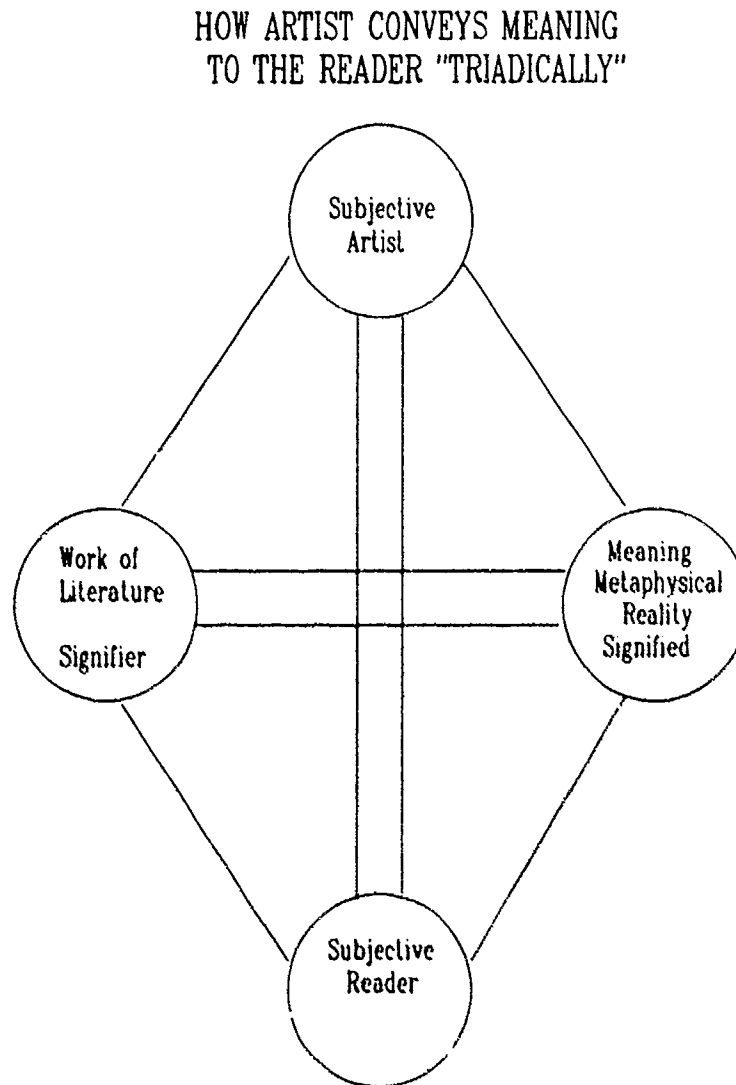 HOW ARTIST CONVEYS MEANING
TO THE READER "TRIADICALLY"
Subjective
Artist
Work of
Literature
Signifier
Meaning
Metaphysical
Reality
Signified
Subjective
Reader